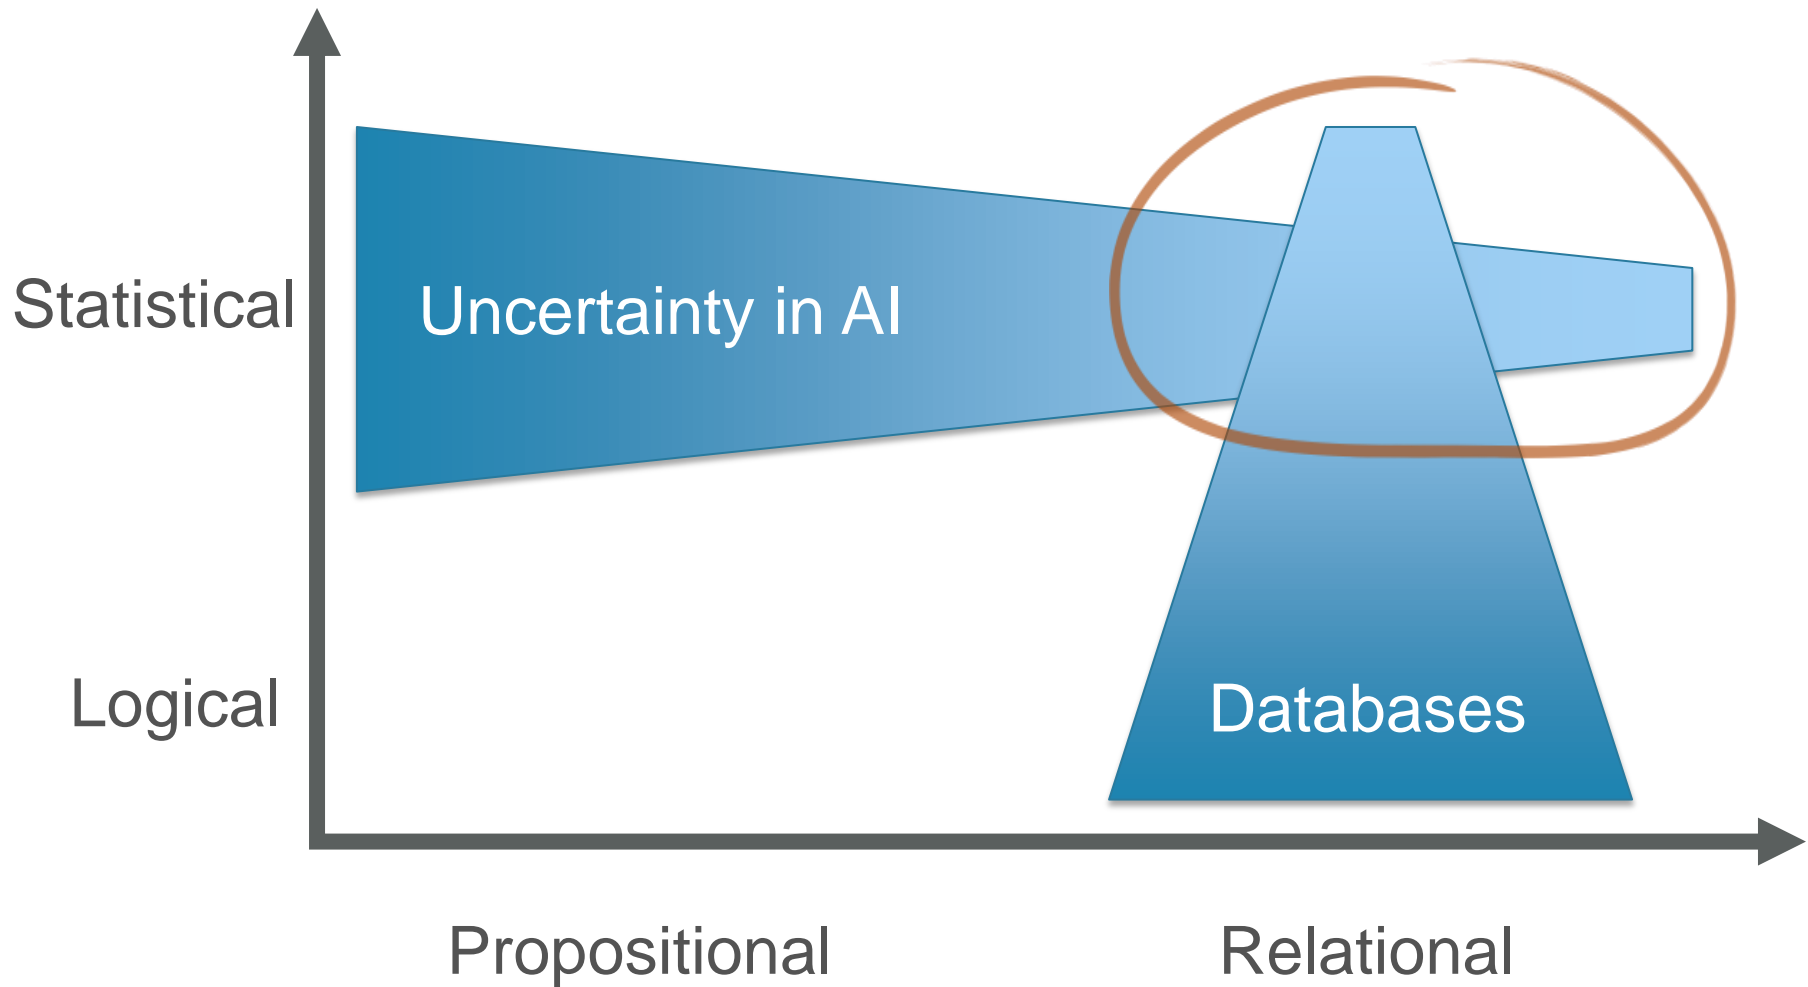 Statistical
Uncertainty in AI
Logical
Databases
Propositional
Relational